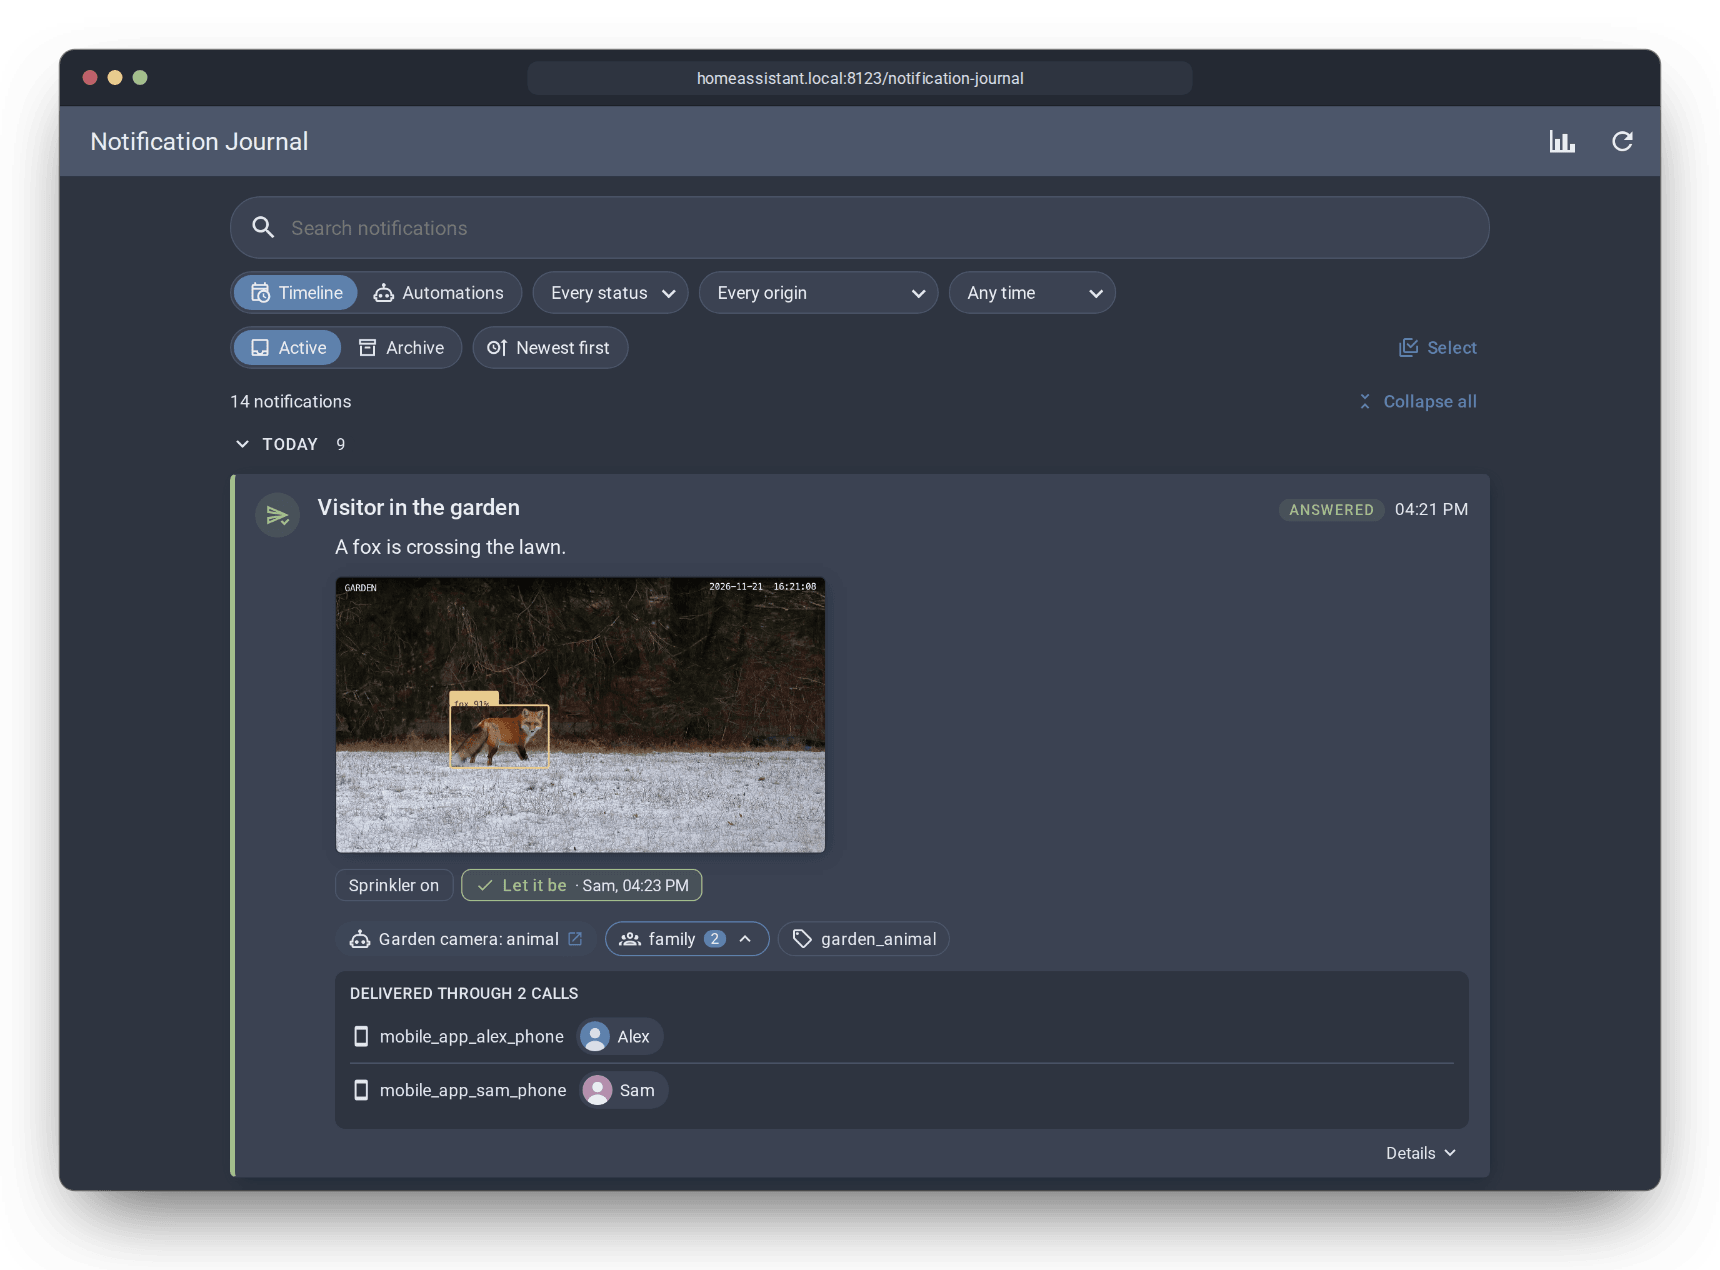 homeassistant.local:8123/notification-journal
Notification Journal
Search notifications
Timeline Automations Every status Every origin Any time
Active Archive Newest first Select
14 notifications Collapse all
TODAY 9
Visitor in the garden ANSWERED 04:21 PM
A fox is crossing the lawn.
GARDEN 2026-11-21 16:21:08
fox 91%
Sprinkler on Let it be · Sam, 04:23 PM
Garden camera: animal family 2 garden_animal
DELIVERED THROUGH 2 CALLS
mobile_app_alex_phone Alex
mobile_app_sam_phone Sam
Details